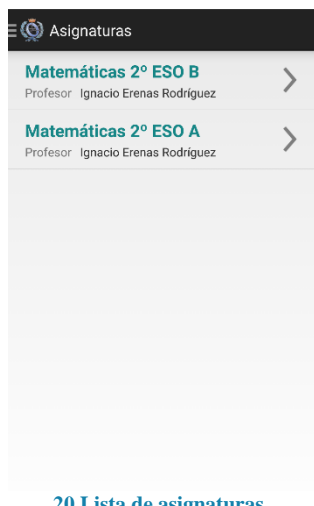 Asignaturas
Matemáticas 2º ESO B
Profesor Ignacio Erenas Rodríguez
Matemáticas 2º ESO A
Profesor Ignacio Erenas Rodríguez
20 Lista de asignaturas